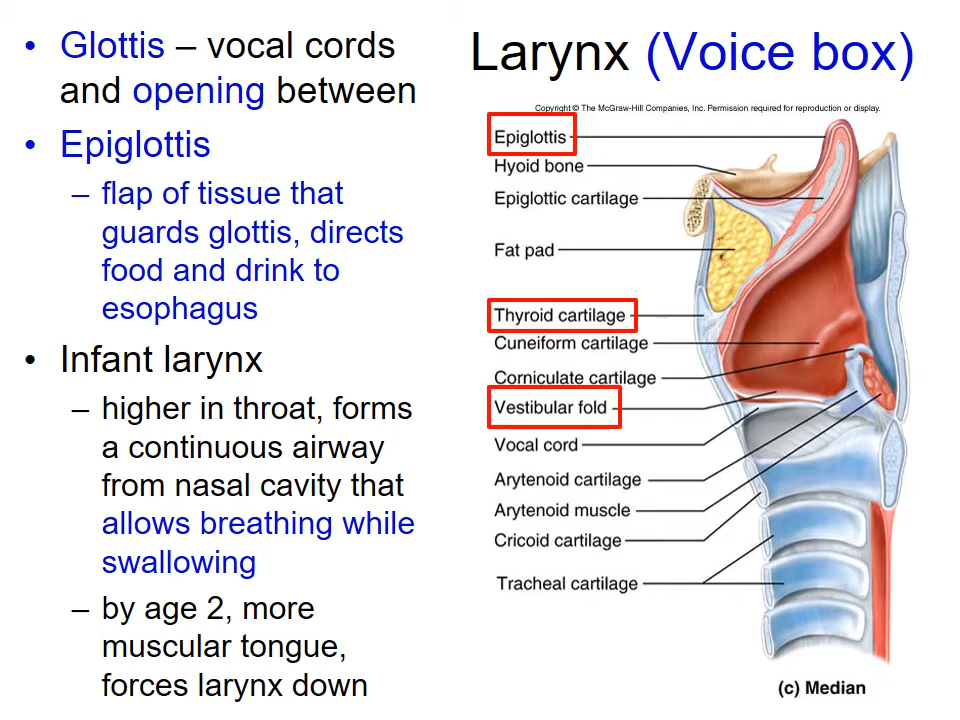 • Glottis – vocal cords
and opening between
• Epiglottis
– flap of tissue that
guards glottis, directs
food and drink to
esophagus
• Infant larynx
– higher in throat, forms
a continuous airway
from nasal cavity that
allows breathing while
swallowing
– by age 2, more
muscular tongue,
forces larynx down
Larynx (Voice box)
Copyright © The McGraw-Hill Companies, Inc. Permission required for reproduction or display.
Epiglottis
Hyoid bone
Epiglottic cartilage
Fat pad
Thyroid cartilage
Cuneiform cartilage
Corniculate cartilage
Vestibular fold
Vocal cord
Arytenoid cartilage
Arytenoid muscle
Cricoid cartilage
Tracheal cartilage
(c) Median